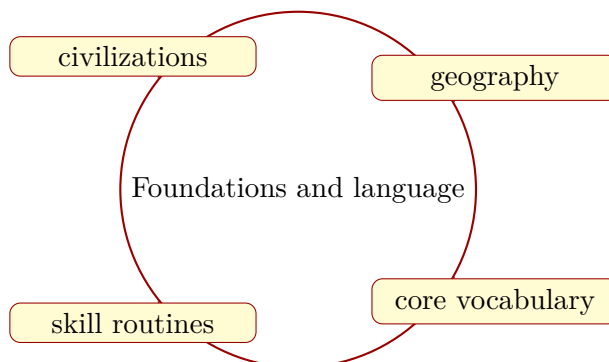 civilizations
geography
Foundations and language
skill routines
core vocabulary